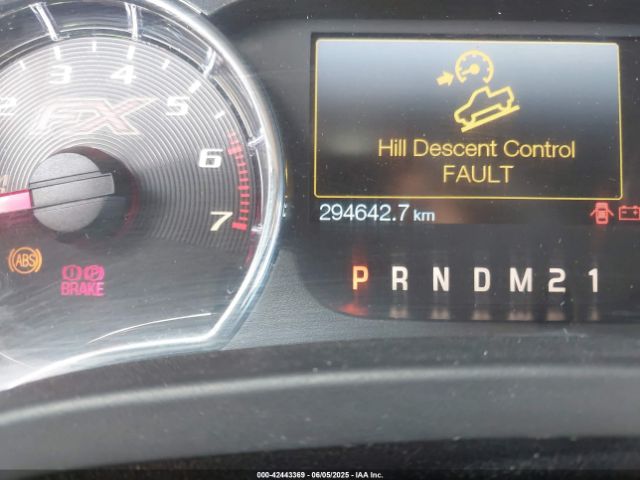 2 3 4 5 6 7
FX
Hill Descent Control
FAULT
294642.7 km
ABS
P
BRAKE
P R N D M 2 1
000-42443369 - 06/05/2025 - IAA Inc.